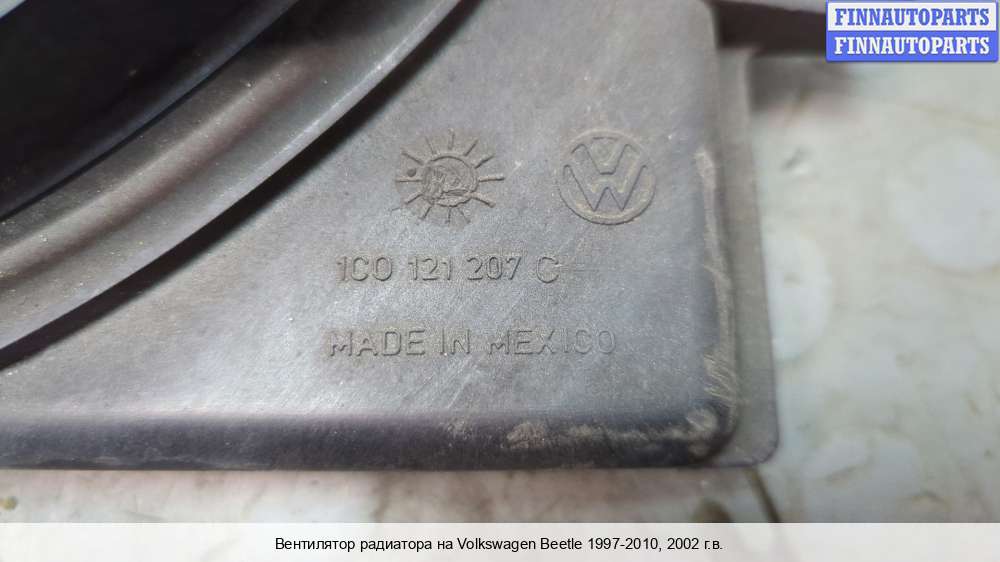 FINNAUTOPARTS
FINNAUTOPARTS
1C0 121 207 C
MADE IN MEXICO
Вентилятор радиатора на Volkswagen Beetle 1997-2010, 2002 г.в.